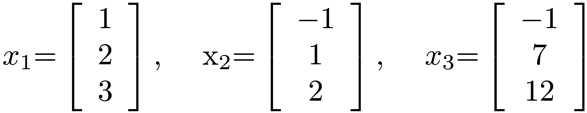 x₁= [ 1 2 3 ] , x₂= [ −1 1 2 ] , x₃= [ −1 7 12 ]